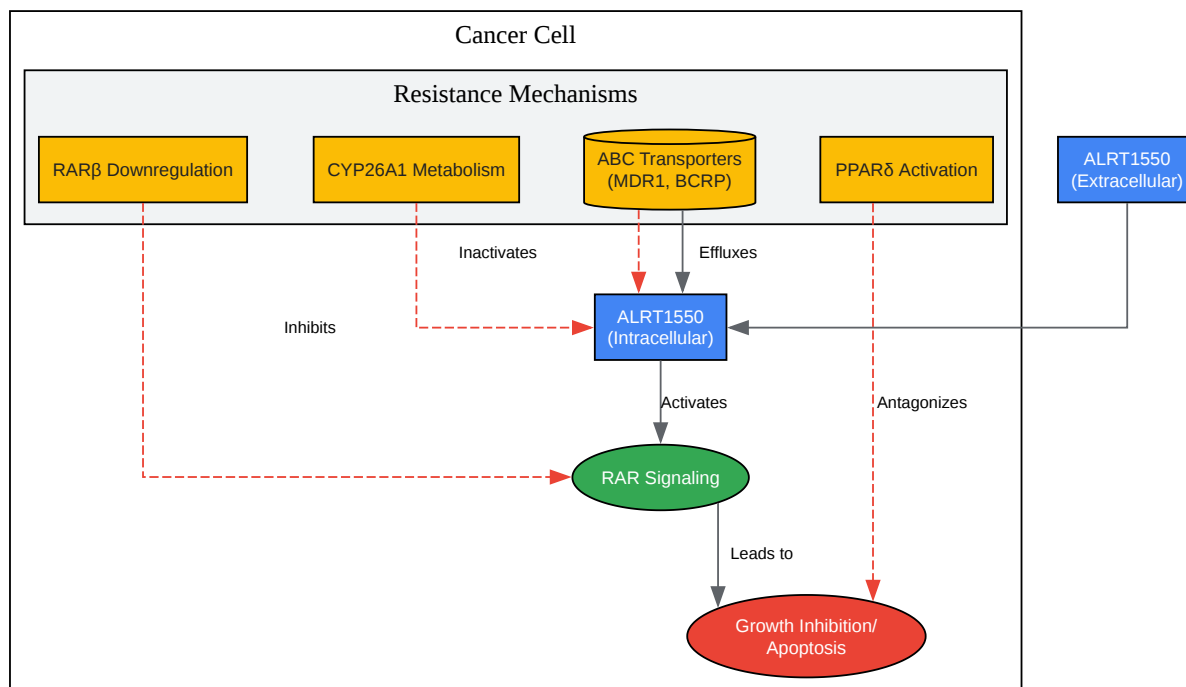 Cancer Cell
Resistance Mechanisms
RARβ Downregulation
CYP26A1 Metabolism
ABC Transporters
(MDR1, BCRP)
PPARδ Activation
ALRT1550
(Extracellular)
Inactivates
Effluxes
Inhibits
ALRT1550
(Intracellular)
Activates
Antagonizes
RAR Signaling
Leads to
Growth Inhibition/
Apoptosis